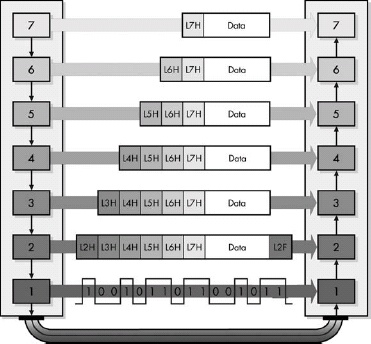 7 L7H Data 7
6 L6H L7H Data 6
5 L5H L6H L7H Data 5
4 L4H L5H L6H L7H Data 4
3 L3H L4H L5H L6H L7H Data 3
2 L2H L3H L4H L5H L6H L7H Data L2F 2
1 1 0 0 1 0 1 1 0 1 1 0 0 1 0 1 1 1